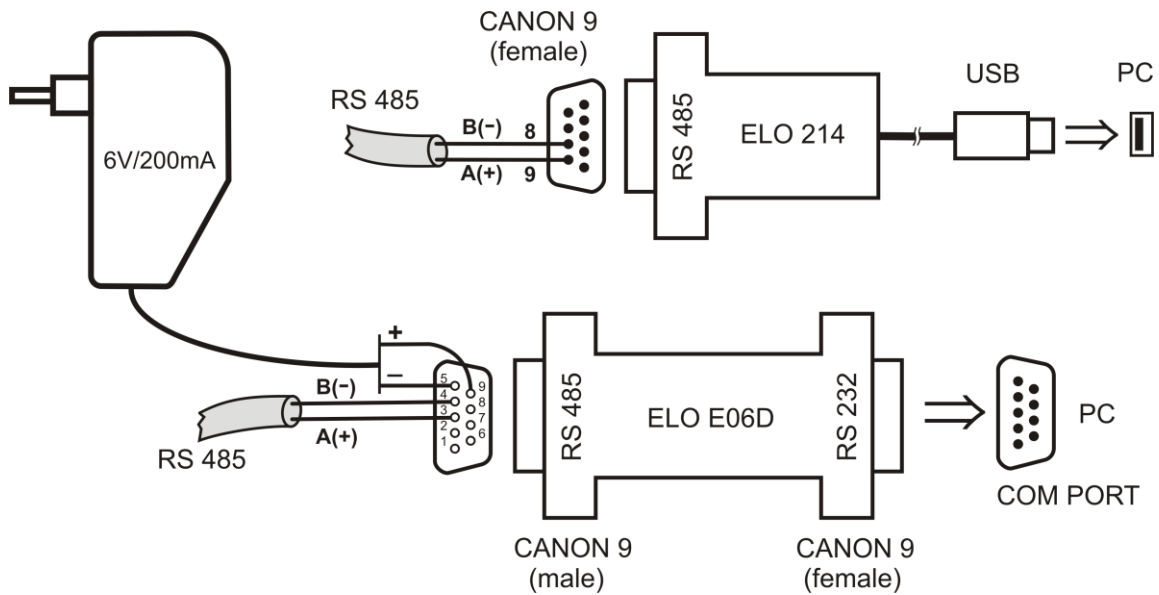 CANON 9
(female)
RS 485
B(-)
8
A(+)
9
RS 485
ELO 214
USB
PC
6V/200mA
+
–
B(-)
A(+)
RS 485
5
4
3
2
1
9
8
7
6
RS 485
ELO E06D
RS 232
PC
COM PORT
CANON 9
(male)
CANON 9
(female)